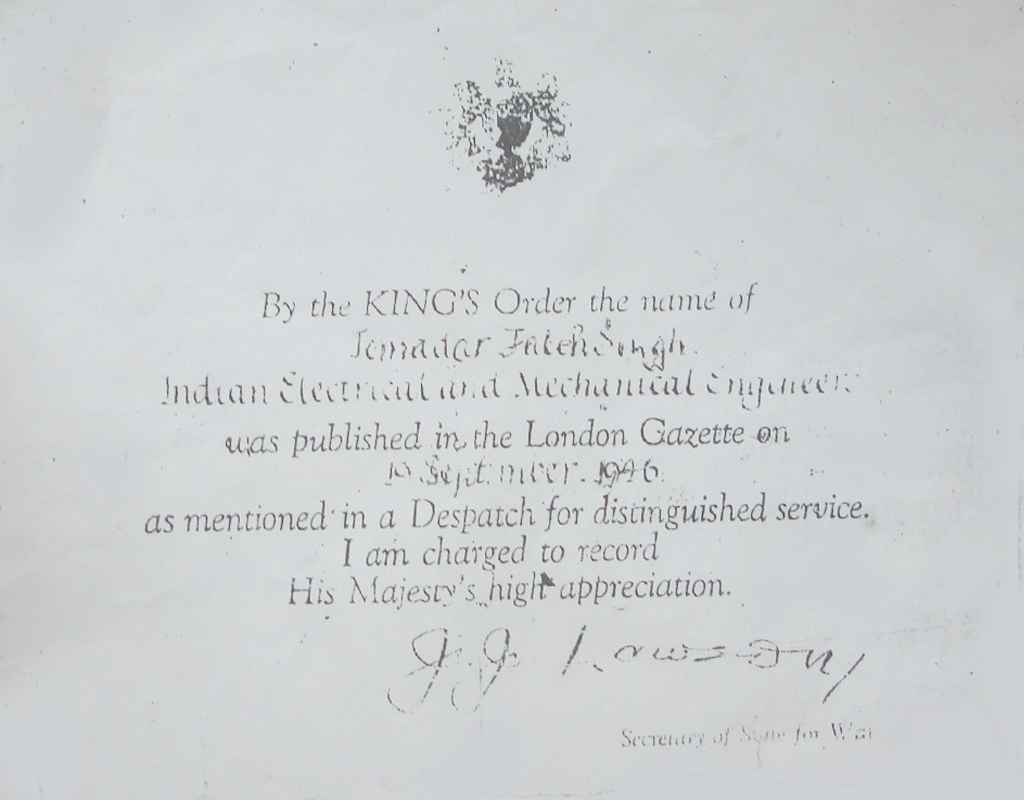 By the KING'S Order the name of
Jemadar Fateh Singh.
Indian Electrical and Mechanical Engineers
was published in the London Gazette on
September. 1946.
as mentioned in a Despatch for distinguished service.
I am charged to record
His Majesty's high appreciation.
J. J. Lawson
Secretary of State for War